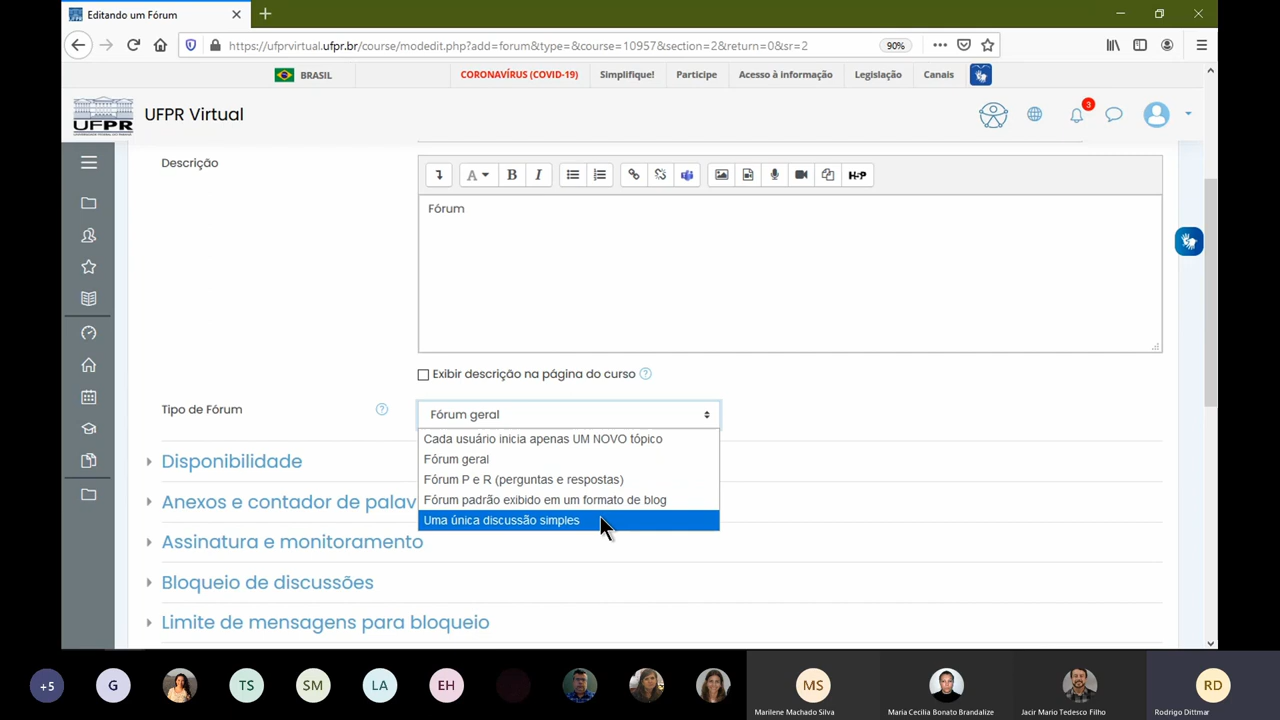 Editando um Fórum
https://ufprvirtual.ufpr.br/course/modedit.php?add=forum&type=&course=10957&section=2&return=0&sr=2
90%
BRASIL
CORONAVÍRUS (COVID-19)
Simplifique!
Participe
Acesso à informação
Legislação
Canais
UFPR
UFPR Virtual
3
Descrição
A
B
I
H-P
Fórum
Exibir descrição na página do curso
Tipo de Fórum
Fórum geral
Cada usuário inicia apenas UM NOVO tópico
Fórum geral
Fórum P e R (perguntas e respostas)
Fórum padrão exibido em um formato de blog
Uma única discussão simples
Disponibilidade
Anexos e contador de palav
Assinatura e monitoramento
Bloqueio de discussões
Limite de mensagens para bloqueio
+5
G
TS
SM
LA
EH
MS
RD
Marilene Machado Silva
Maria Cecilia Bonato Brandalize
Jacir Mario Tedesco Filho
Rodrigo Dittmar